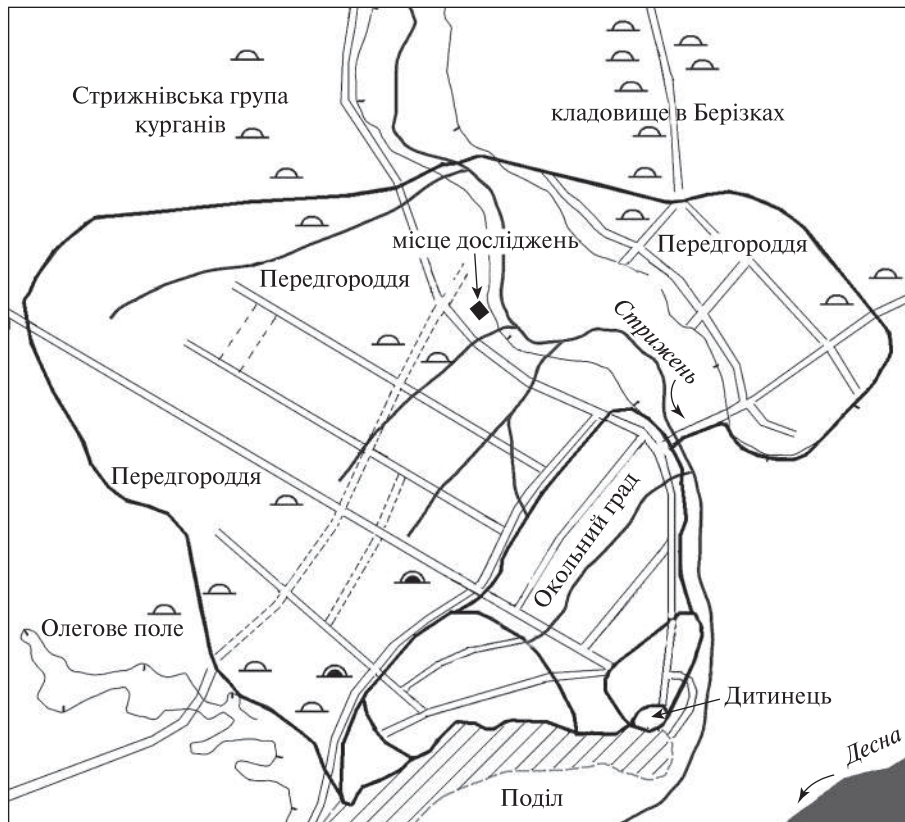 Стрижнівська група
курганів
кладовище в Берізках
місце досліджень
Передгороддя
Передгороддя
Стрижень
Передгороддя
Окольний град
Олегове поле
Дитинець
Десна
Поділ